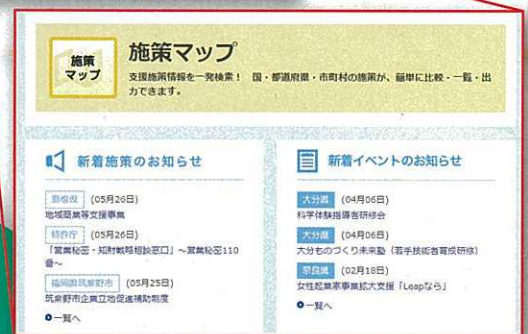 施策
マップ
施策マップ
支援施策情報を一発検索! 国・都道府県・市町村の施策が、簡単に比較・一覧・出
力できます。
新着施策のお知らせ
島根県 (05月26日)
地域商業等支援事業
特許庁 (05月26日)
「営業秘密・知財戦略相談窓口」~営業秘密110
番~
福岡県筑紫野市 (05月25日)
筑紫野市企業立地促進補助制度
一覧へ
新着イベントのお知らせ
大分県 (04月06日)
科学体験指導者研修会
大分県 (04月06日)
大分ものづくり未来塾(若手技術者育成研修)
奈良県 (02月18日)
女性起業家事業拡大支援「Leapなら」
一覧へ